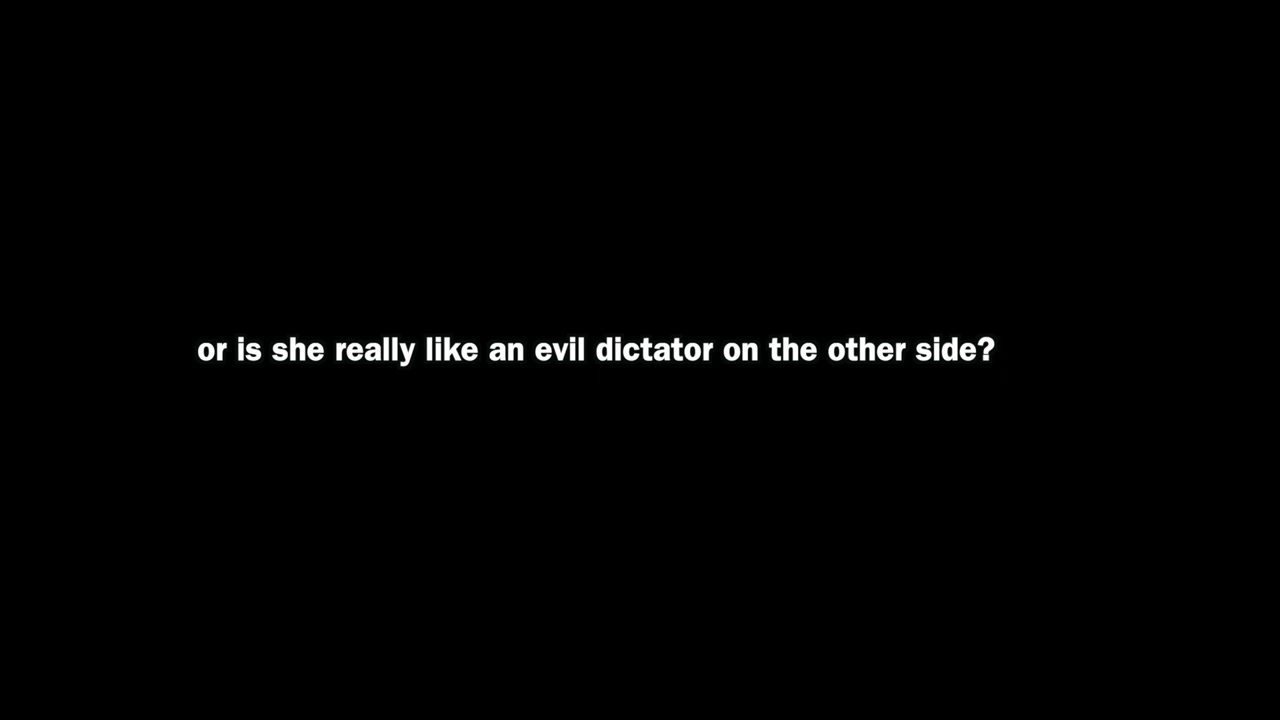 or is she really like an evil dictator on the other side?